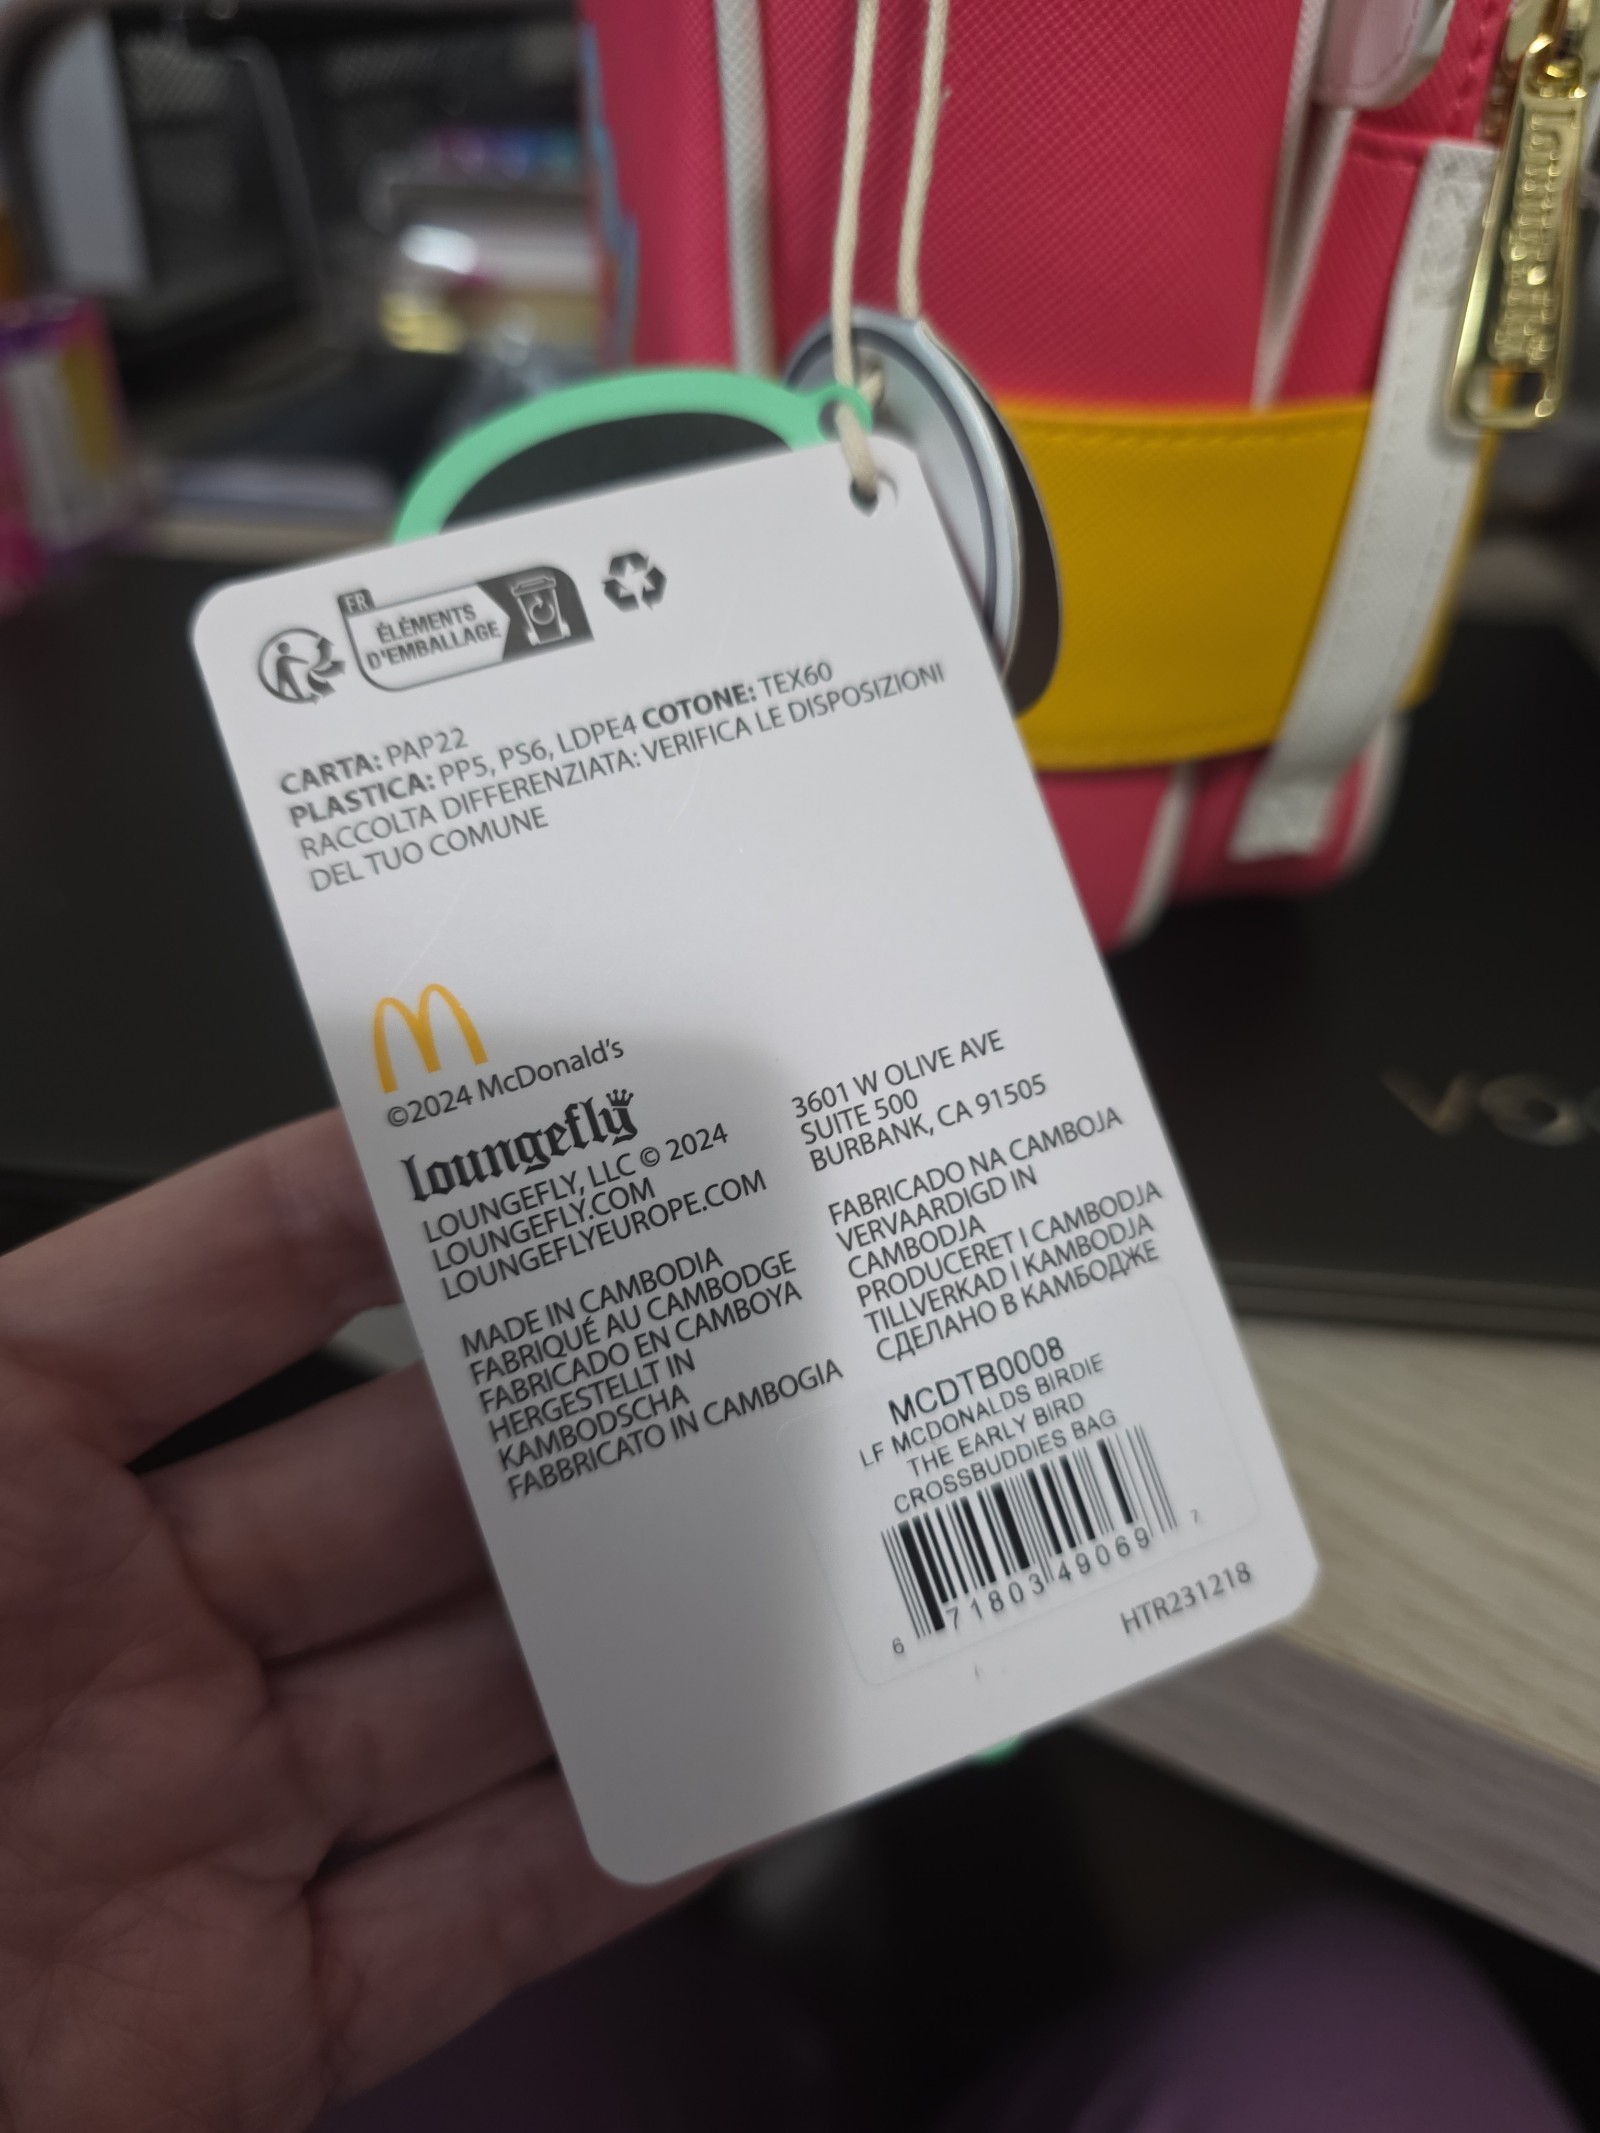 FR
ÉLÉMENTS
D'EMBALLAGE
CARTA: PAP22
PLASTICA: PP5, PS6, LDPE4 COTONE: TEX60
RACCOLTA DIFFERENZIATA: VERIFICA LE DISPOSIZIONI
DEL TUO COMUNE
©2024 McDonald's
loungefly
LOUNGEFLY, LLC © 2024
LOUNGEFLY.COM
LOUNGEFLYEUROPE.COM
MADE IN CAMBODIA
FABRIQUÉ AU CAMBODGE
FABRICADO EN CAMBOYA
HERGESTELLT IN
KAMBODSCHA
FABBRICATO IN CAMBOGIA
3601 W OLIVE AVE
SUITE 500
BURBANK, CA 91505
FABRICADO NA CAMBOJA
VERVAARDIGD IN
CAMBODJA
PRODUCERET I CAMBODJA
TILLVERKAD I KAMBODJA
СДЕЛАНО В КАМБОДЖЕ
MCDTB0008
LF MCDONALDS BIRDIE
THE EARLY BIRD
CROSSBUDDIES BAG
6 71803 49069 7
HTR231218
Loungefly